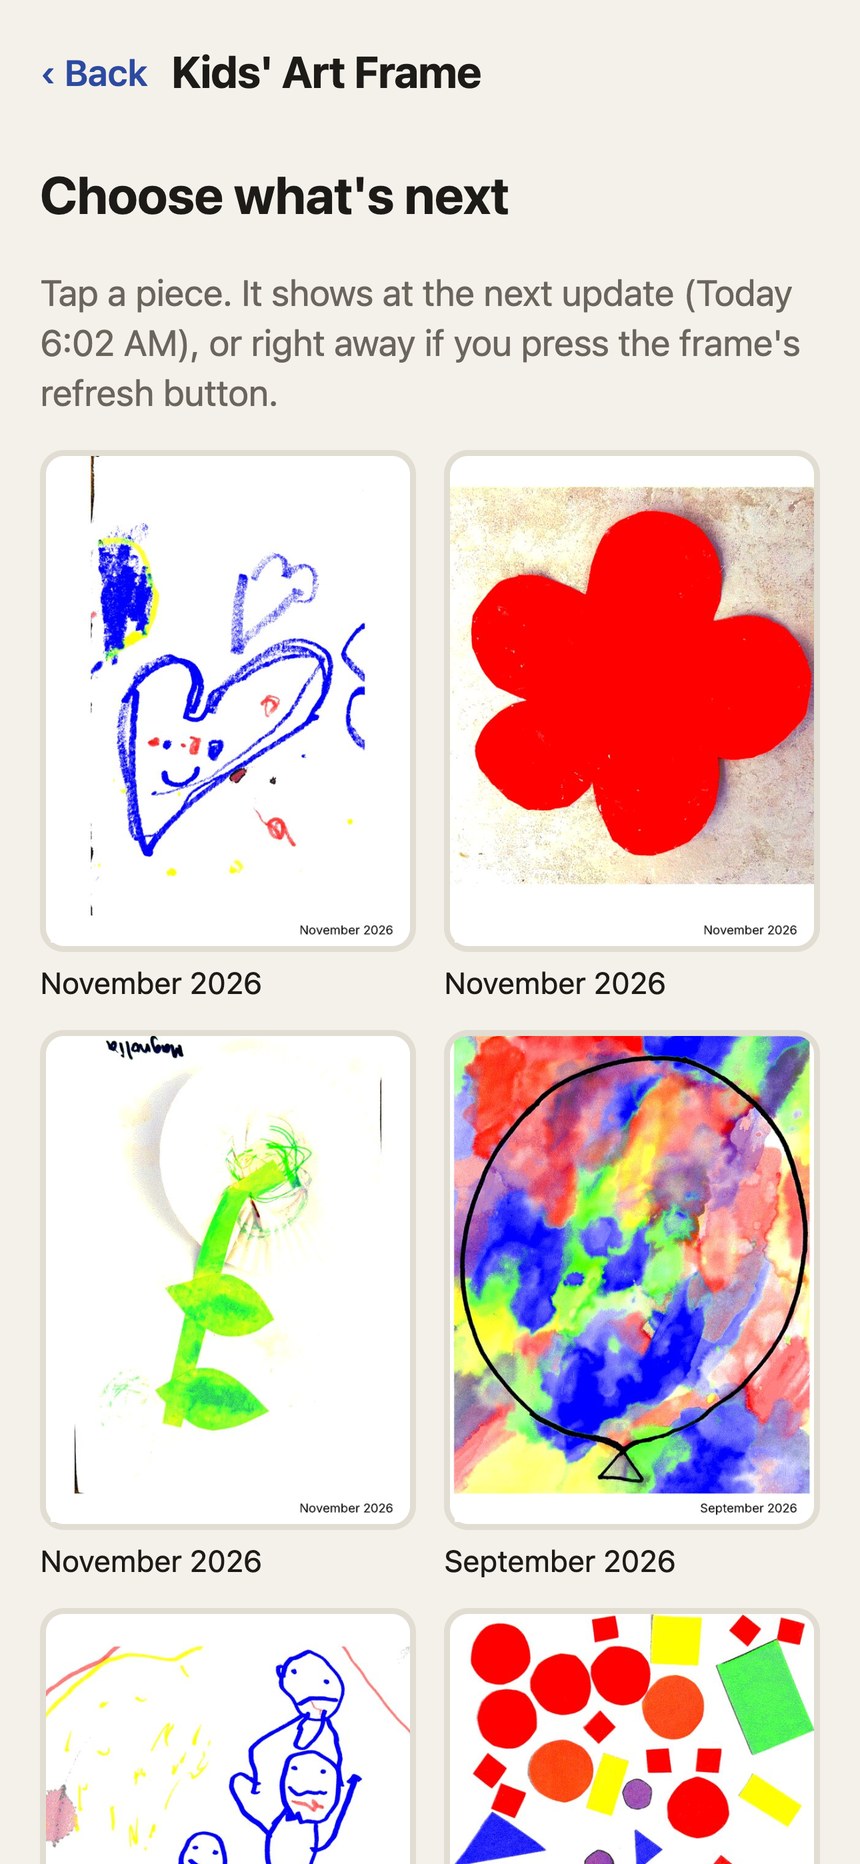 ‹ Back Kids' Art Frame
Choose what's next
Tap a piece. It shows at the next update (Today
6:02 AM), or right away if you press the frame's
refresh button.
November 2026
November 2026
November 2026
November 2026
Magnolia
November 2026
September 2026
November 2026
September 2026